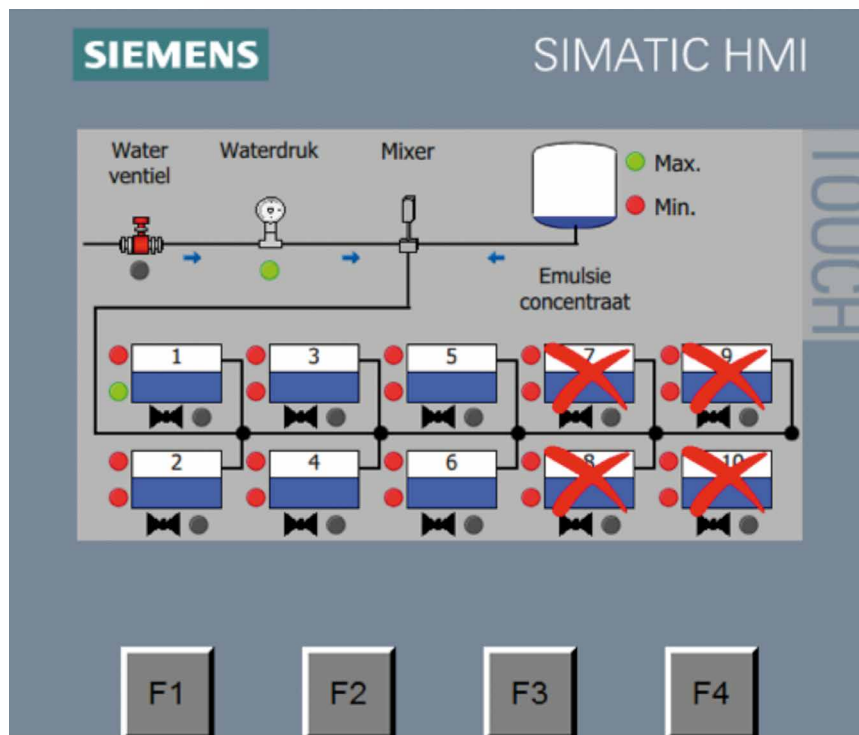 SIEMENS
SIMATIC HMI
TOUCH
Water
ventiel
Waterdruk
Mixer
Max.
Min.
Emulsie
concentraat
1
3
5
7
9
2
4
6
8
10
F1
F2
F3
F4